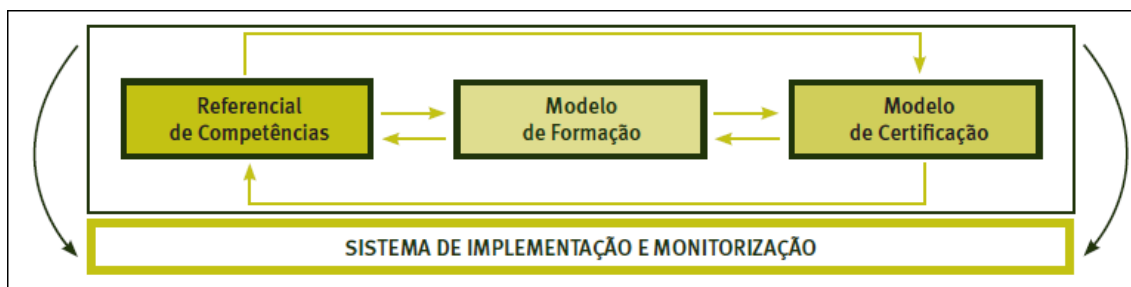 Referencial
de Competências
Modelo
de Formação
Modelo
de Certificação
SISTEMA DE IMPLEMENTAÇÃO E MONITORIZAÇÃO